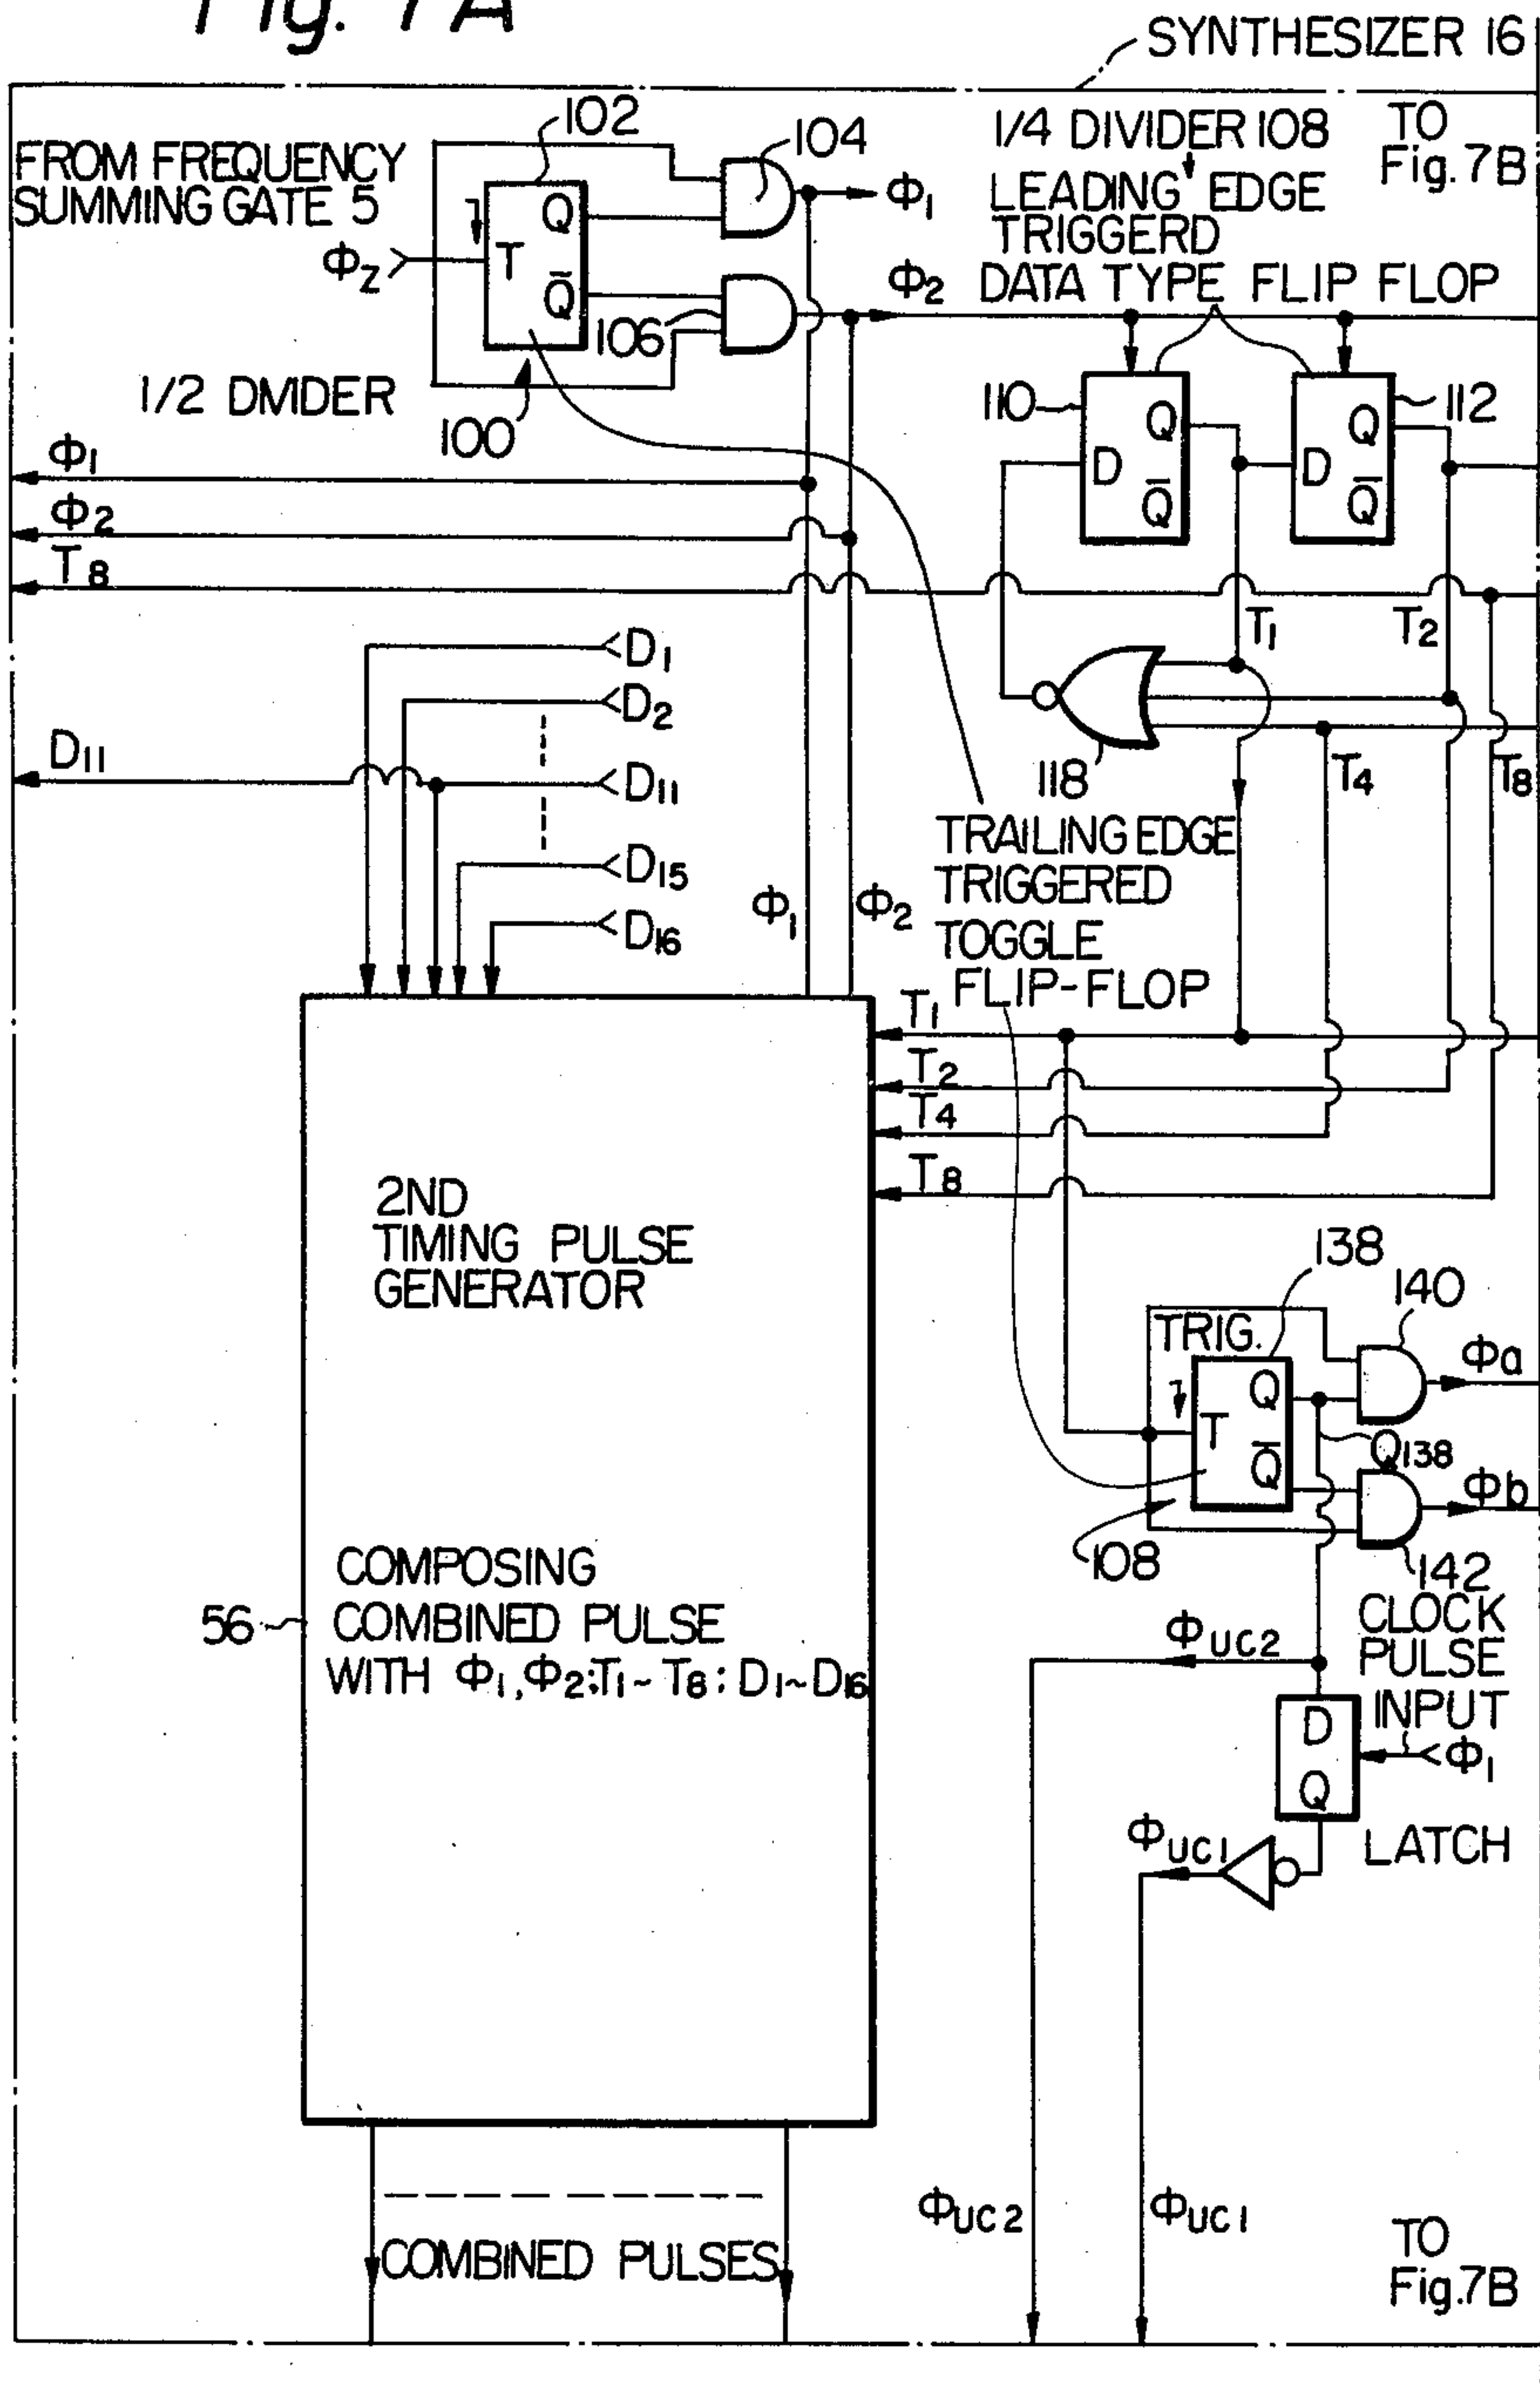 Fig. 7A
SYNTHESIZER 16
FROM FREQUENCY
SUMMING GATE 5
102
104
1/4 DIVIDER 108
TO
Fig. 7B
LEADING EDGE
TRIGGERD
DATA TYPE FLIP FLOP
Φ1
Φz
T
Q
Q̄
Φ2
106
1/2 DIVIDER
100
110
D
Q
Q̄
D
Q
Q̄
112
Φ1
Φ2
T8
T1
T2
D1
D2
D11
D11
D15
D16
118
T4
T8
TRAILING EDGE
TRIGGERED
TOGGLE
FLIP-FLOP
Φ1
Φ2
T1
T2
T4
T8
2ND
TIMING PULSE
GENERATOR
138
140
TRIG.
T
Q
Q̄
Φa
Q138
Φb
108
142
COMPOSING
COMBINED PULSE
WITH Φ1,Φ2:T1~T8:D1~D16
56
CLOCK
PULSE
INPUT
ΦUC2
D
Q
Φ1
LATCH
ΦUC1
ΦUC2
ΦUC1
COMBINED PULSES
TO
Fig.7B